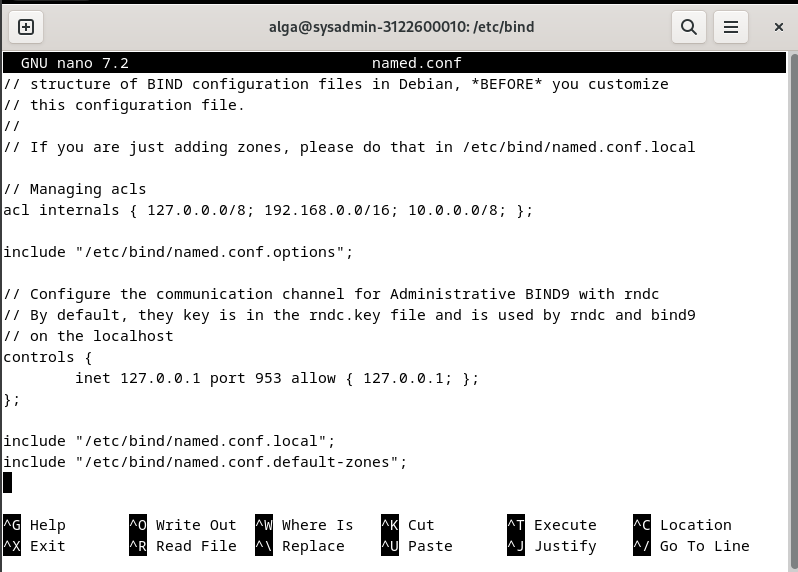 alga@sysadmin-3122600010: /etc/bind
GNU nano 7.2 named.conf
// structure of BIND configuration files in Debian, *BEFORE* you customize
// this configuration file.
//
// If you are just adding zones, please do that in /etc/bind/named.conf.local
// Managing acls
acl internals { 127.0.0.0/8; 192.168.0.0/16; 10.0.0.0/8; };
include "/etc/bind/named.conf.options";
// Configure the communication channel for Administrative BIND9 with rndc
// By default, they key is in the rndc.key file and is used by rndc and bind9
// on the localhost
controls {
        inet 127.0.0.1 port 953 allow { 127.0.0.1; };
};
include "/etc/bind/named.conf.local";
include "/etc/bind/named.conf.default-zones";
^G Help ^O Write Out ^W Where Is ^K Cut ^T Execute ^C Location
^X Exit ^R Read File ^\ Replace ^U Paste ^J Justify ^/ Go To Line